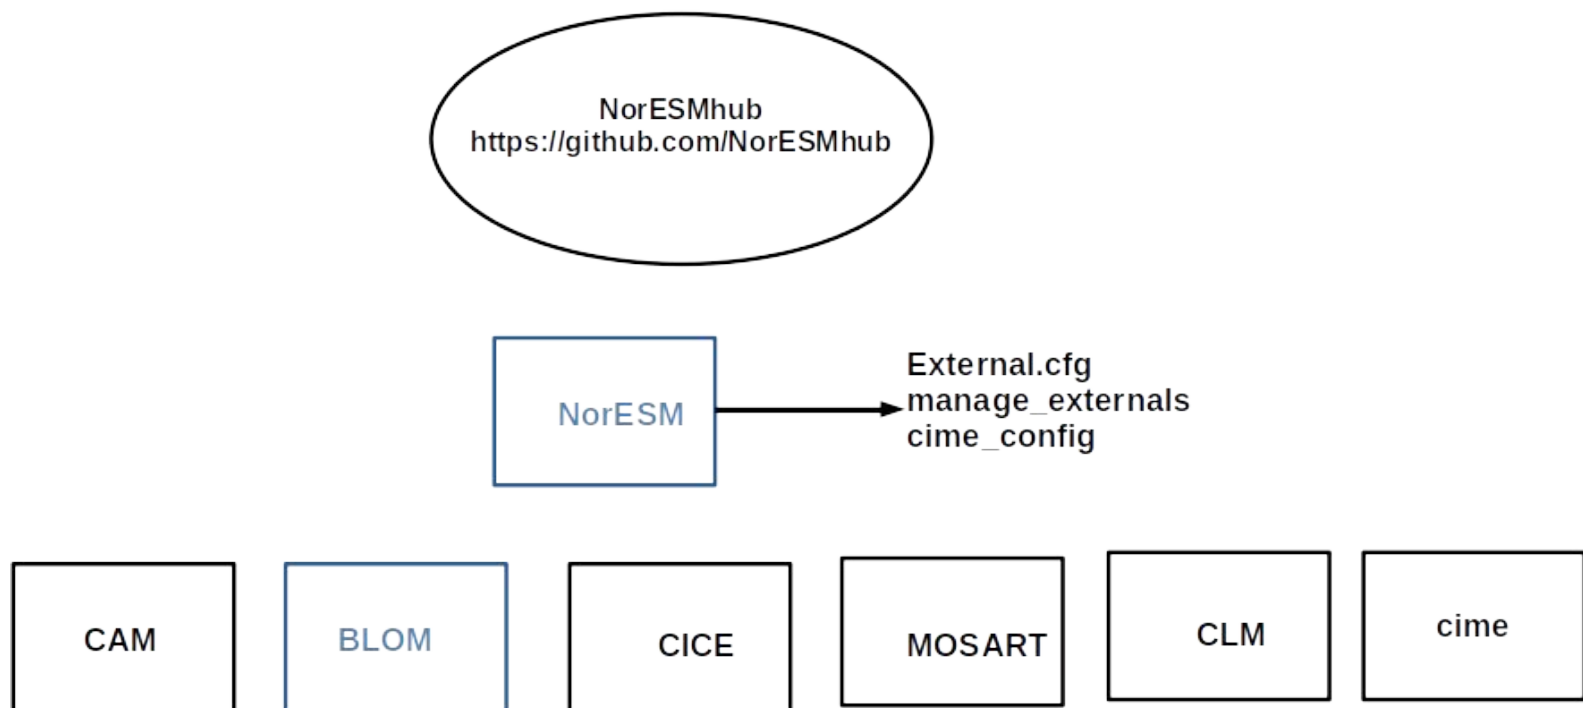 NorESMhub
https://github.com/NorESMhub
NorESM
External.cfg
manage_externals
cime_config
CAM
BLOM
CICE
MOSART
CLM
cime